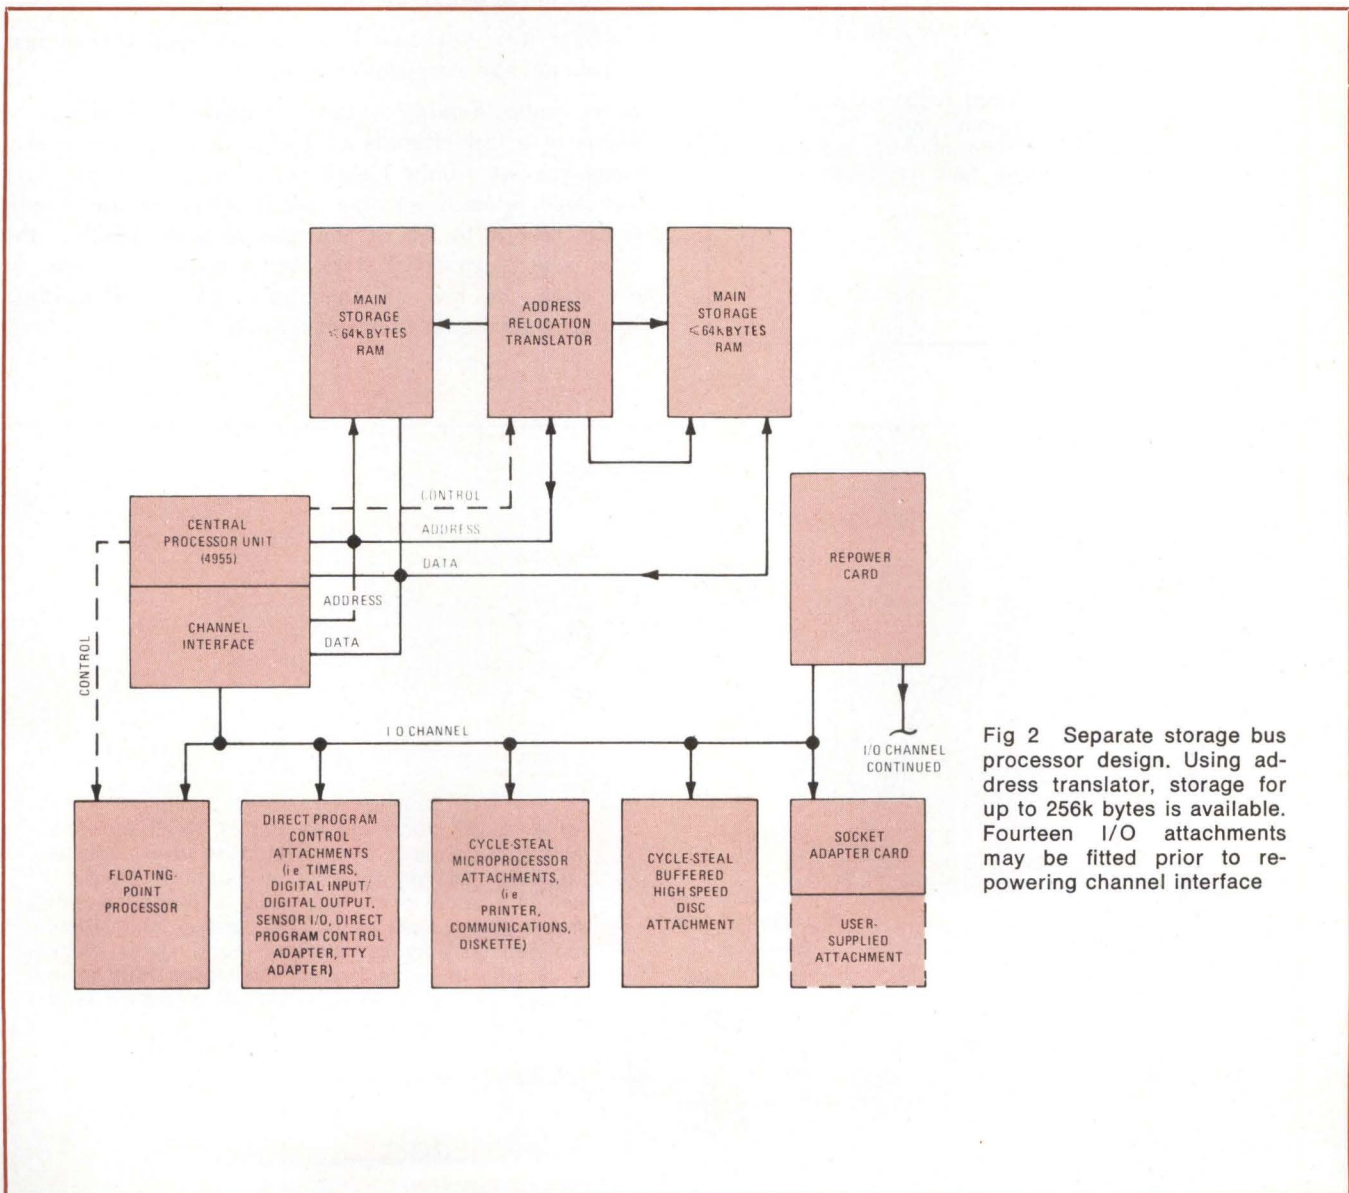 MAIN
STORAGE
⩽64kBYTES
RAM
ADDRESS
RELOCATION
TRANSLATOR
MAIN
STORAGE
⩽64kBYTES
RAM
CONTROL
ADDRESS
DATA
CENTRAL
PROCESSOR UNIT
(4955)
CHANNEL
INTERFACE
ADDRESS
DATA
CONTROL
REPOWER
CARD
I O CHANNEL
I/O CHANNEL
CONTINUED
FLOATING-
POINT
PROCESSOR
DIRECT PROGRAM
CONTROL
ATTACHMENTS
(i e TIMERS,
DIGITAL INPUT/
DIGITAL OUTPUT,
SENSOR I/O, DIRECT
PROGRAM CONTROL
ADAPTER, TTY
ADAPTER)
CYCLE-STEAL
MICROPROCESSOR
ATTACHMENTS,
(i e
PRINTER,
COMMUNICATIONS,
DISKETTE)
CYCLE-STEAL
BUFFERED
HIGH SPEED
DISC
ATTACHMENT
SOCKET
ADAPTER CARD
USER-
SUPPLIED
ATTACHMENT
Fig 2 Separate storage bus
processor design. Using ad-
dress translator, storage for
up to 256k bytes is available.
Fourteen I/O attachments
may be fitted prior to re-
powering channel interface